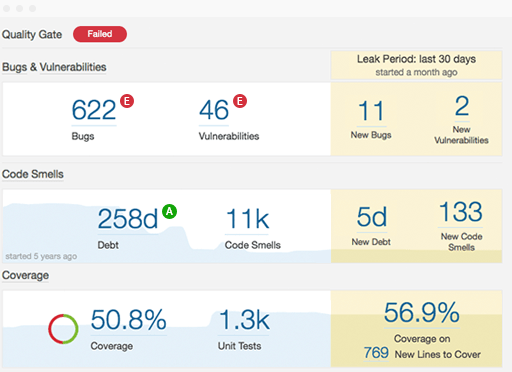 Quality Gate Failed
Leak Period: last 30 days
started a month ago
Bugs & Vulnerabilities
622 E 46 E 11 2
Bugs Vulnerabilities New Bugs New
Vulnerabilities
Code Smells
258d A 11k 5d 133
Debt Code Smells New Debt New Code
Smells
started 5 years ago
Coverage
50.8% 1.3k 56.9%
Coverage Unit Tests Coverage on
769 New Lines to Cover